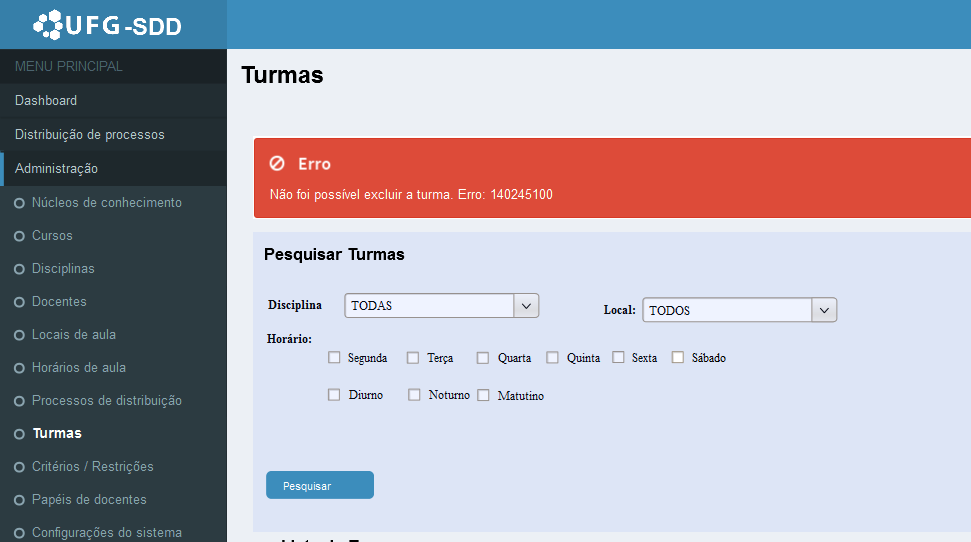 UFG-SDD
MENU PRINCIPAL
Dashboard
Distribuição de processos
Administração
Núcleos de conhecimento
Cursos
Disciplinas
Docentes
Locais de aula
Horários de aula
Processos de distribuição
Turmas
Critérios / Restrições
Papéis de docentes
Configurações do sistema
Turmas
Erro
Não foi possível excluir a turma. Erro: 140245100
Pesquisar Turmas
Disciplina TODAS Local: TODOS
Horário:
Segunda Terça Quarta Quinta Sexta Sábado
Diurno Noturno Matutino
Pesquisar